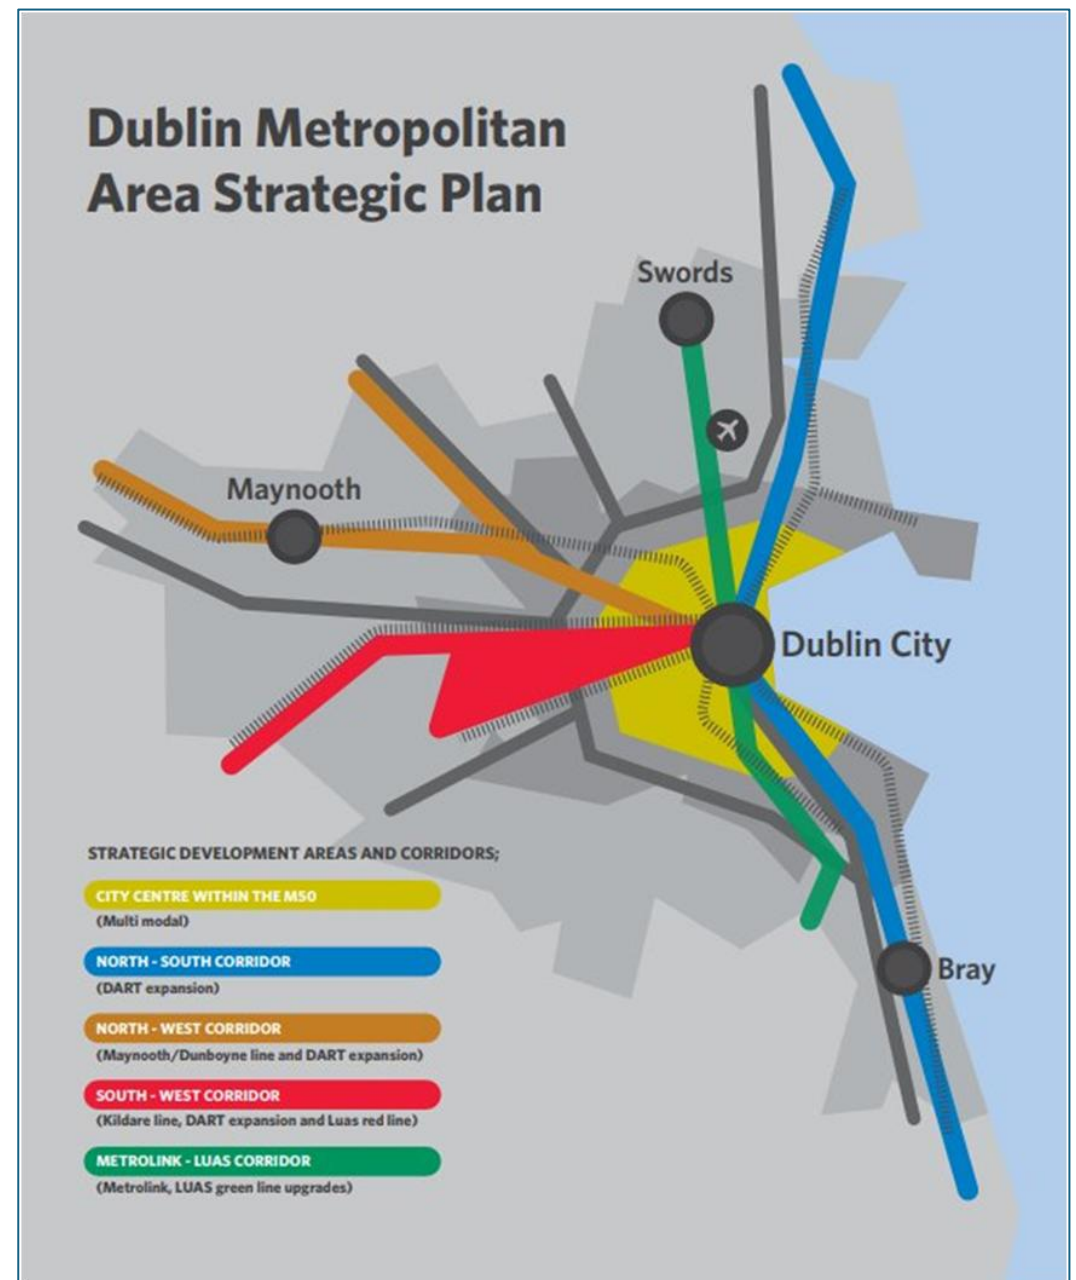 Dublin Metropolitan
Area Strategic Plan
Swords
Maynooth
Dublin City
Bray
STRATEGIC DEVELOPMENT AREAS AND CORRIDORS;
CITY CENTRE WITHIN THE M50
(Multi modal)
NORTH - SOUTH CORRIDOR
(DART expansion)
NORTH - WEST CORRIDOR
(Maynooth/Dunboyne line and DART expansion)
SOUTH - WEST CORRIDOR
(Kildare line, DART expansion and Luas red line)
METROLINK - LUAS CORRIDOR
(Metrolink, LUAS green line upgrades)